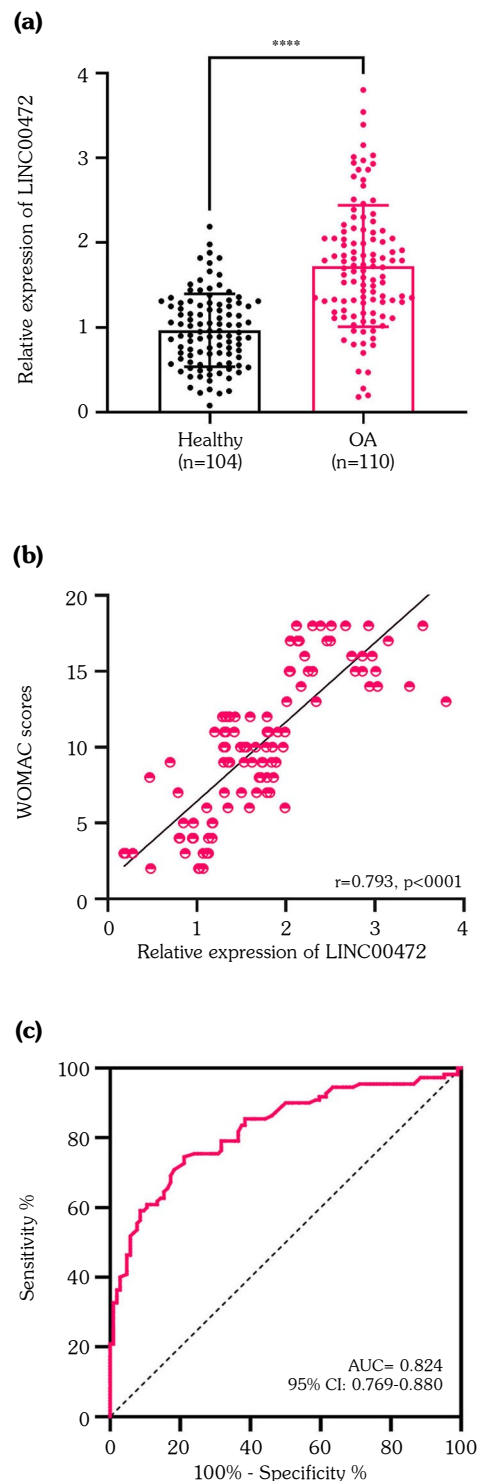 (a)
****
Relative expression of LINC00472
4
3
2
1
0
Healthy
(n=104)
OA
(n=110)
(b)
WOMAC scores
20
15
10
5
0
r=0.793, p<0001
0 1 2 3 4
Relative expression of LINC00472
(c)
Sensitivity %
100
80
60
40
20
0
AUC= 0.824
95% CI: 0.769-0.880
0 20 40 60 80 100
100% - Specificity %